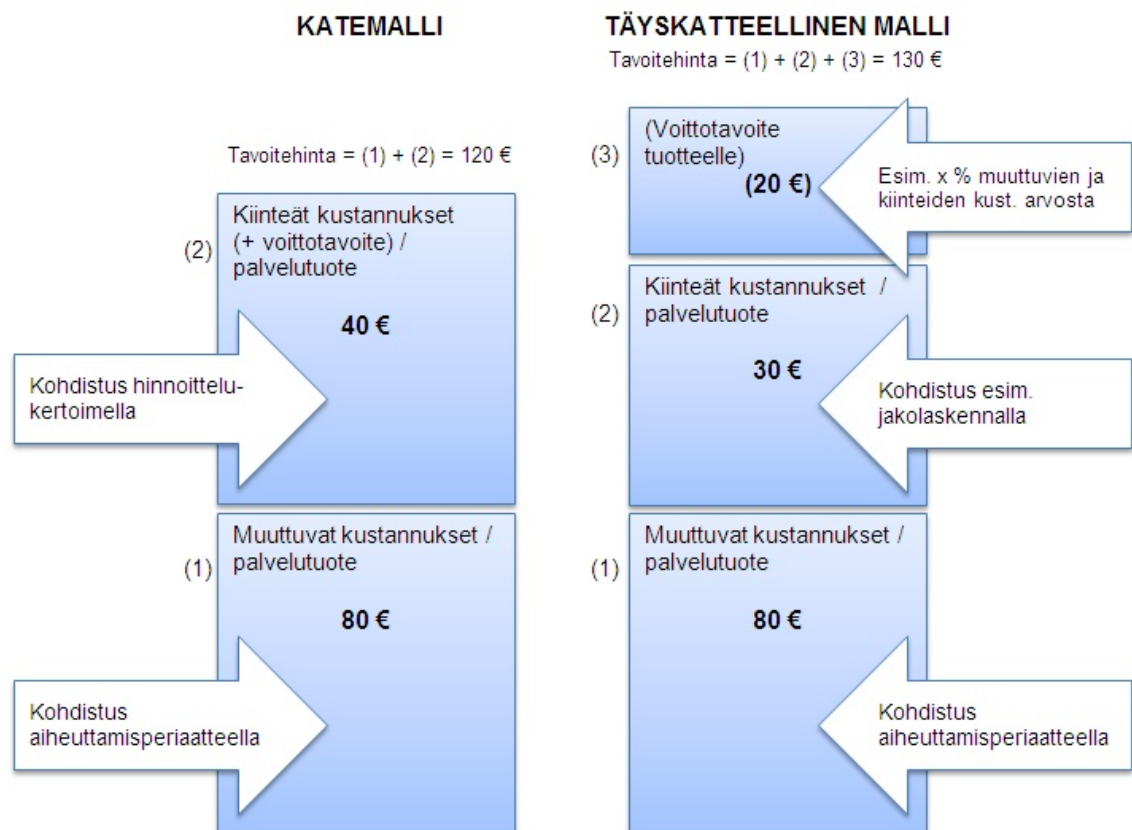 KATEMALLI
Tavoitehinta = (1) + (2) = 120 €
(2)
Kiinteät kustannukset
(+ voittotavoite) /
palvelutuote
40 €
Kohdistus hinnoittelu-
kertoimella
(1)
Muuttuvat kustannukset /
palvelutuote
80 €
Kohdistus
aiheuttamisperiaatteella
TÄYSKATTEELLINEN MALLI
Tavoitehinta = (1) + (2) + (3) = 130 €
(3)
(Voittotavoite
tuotteelle)
(20 €)
Esim. x % muuttuvien ja
kiinteiden kust. arvosta
(2)
Kiinteät kustannukset /
palvelutuote
30 €
Kohdistus esim.
jakolaskennalla
(1)
Muuttuvat kustannukset /
palvelutuote
80 €
Kohdistus
aiheuttamisperiaatteella